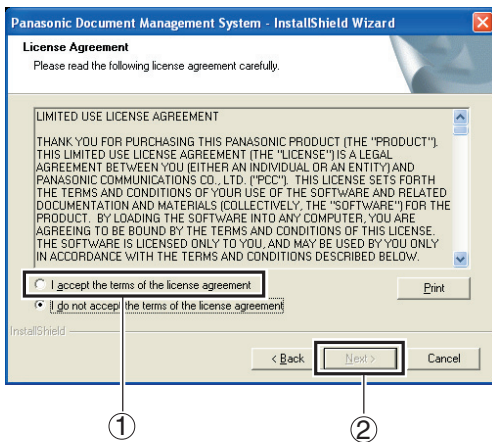 Panasonic Document Management System - InstallShield Wizard
License Agreement
Please read the following license agreement carefully.
LIMITED USE LICENSE AGREEMENT
THANK YOU FOR PURCHASING THIS PANASONIC PRODUCT (THE "PRODUCT").
THIS LIMITED USE LICENSE AGREEMENT (THE "LICENSE") IS A LEGAL
AGREEMENT BETWEEN YOU (EITHER AN INDIVIDUAL OR AN ENTITY) AND
PANASONIC COMMUNICATIONS CO., LTD. ("PCC"). THIS LICENSE SETS FORTH
THE TERMS AND CONDITIONS OF YOUR USE OF THE SOFTWARE AND RELATED
DOCUMENTATION AND MATERIALS (COLLECTIVELY, THE "SOFTWARE") FOR THE
PRODUCT. BY LOADING THE SOFTWARE INTO ANY COMPUTER, YOU ARE
AGREEING TO BE BOUND BY THE TERMS AND CONDITIONS OF THIS LICENSE.
THE SOFTWARE IS LICENSED ONLY TO YOU, AND MAY BE USED BY YOU ONLY
IN ACCORDANCE WITH THE TERMS AND CONDITIONS DESCRIBED BELOW.
I accept the terms of the license agreement
Print
I do not accept the terms of the license agreement
InstallShield
< Back Next > Cancel
① ②